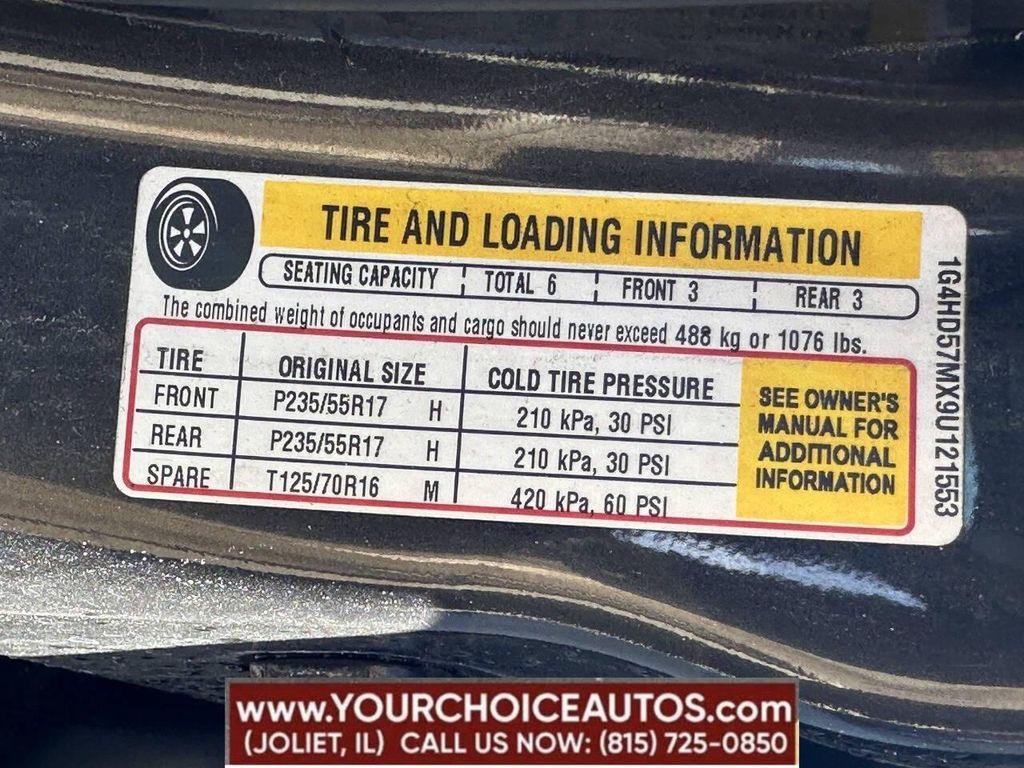 TIRE AND LOADING INFORMATION
SEATING CAPACITY TOTAL 6 FRONT 3 REAR 3
The combined weight of occupants and cargo should never exceed 488 kg or 1076 lbs.
TIRE ORIGINAL SIZE COLD TIRE PRESSURE
FRONT P235/55R17 H 210 kPa, 30 PSI
REAR P235/55R17 H 210 kPa, 30 PSI
SPARE T125/70R16 M 420 kPa, 60 PSI
SEE OWNER'S
MANUAL FOR
ADDITIONAL
INFORMATION
1G4HD57MX9U121553
www.YOURCHOICEAUTOS.com
(JOLIET, IL) CALL US NOW: (815) 725-0850